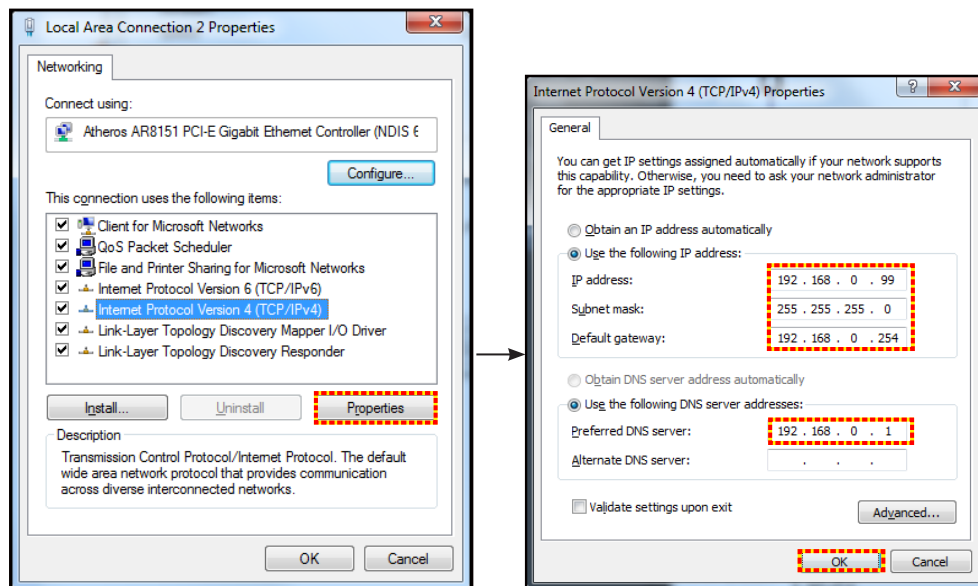 Local Area Connection 2 Properties
Networking
Connect using:
Atheros AR8151 PCI-E Gigabit Ethernet Controller (NDIS 6
Configure...
This connection uses the following items:
Client for Microsoft Networks
QoS Packet Scheduler
File and Printer Sharing for Microsoft Networks
Internet Protocol Version 6 (TCP/IPv6)
Internet Protocol Version 4 (TCP/IPv4)
Link-Layer Topology Discovery Mapper I/O Driver
Link-Layer Topology Discovery Responder
Install...
Uninstall
Properties
Description
Transmission Control Protocol/Internet Protocol. The default
wide area network protocol that provides communication
across diverse interconnected networks.
OK
Cancel
Internet Protocol Version 4 (TCP/IPv4) Properties
General
You can get IP settings assigned automatically if your network supports
this capability. Otherwise, you need to ask your network administrator
for the appropriate IP settings.
Obtain an IP address automatically
Use the following IP address:
IP address: 192 . 168 . 0 . 99
Subnet mask: 255 . 255 . 255 . 0
Default gateway: 192 . 168 . 0 . 254
Obtain DNS server address automatically
Use the following DNS server addresses:
Preferred DNS server: 192 . 168 . 0 . 1
Alternate DNS server: . . .
Validate settings upon exit
Advanced...
OK
Cancel